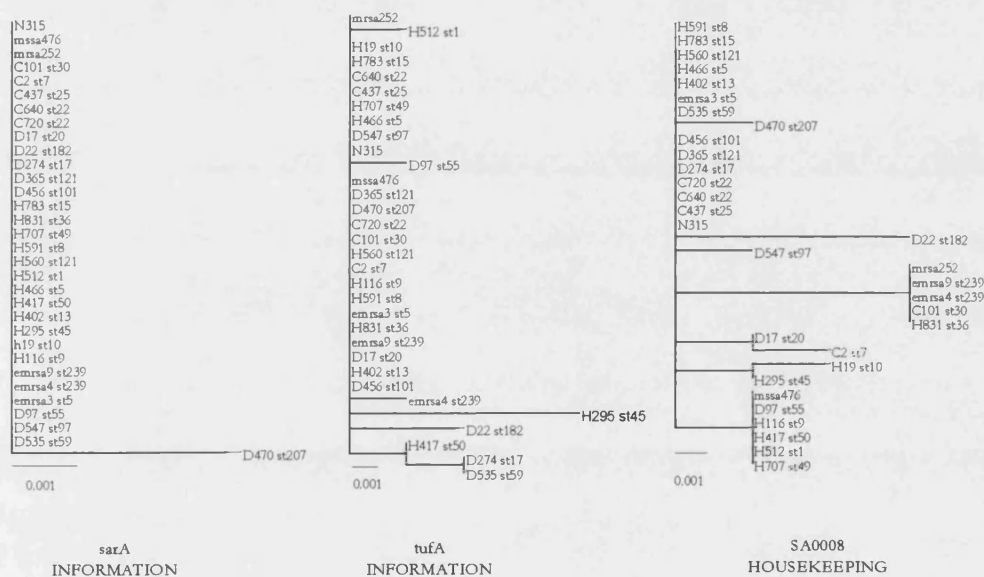 N315
mssa476
mrsa252
C101 st30
C2 st7
C437 st25
C640 st22
C720 st22
D17 st20
D22 st182
D274 st17
D365 st121
D456 st101
H783 st15
H831 st36
H707 st49
H591 st8
H560 st121
H512 st1
H466 st5
H417 st50
H402 st13
H295 st45
h19 st10
H116 st9
emrsa9 st239
emrsa4 st239
emrsa3 st5
D97 st55
D547 st97
D535 st59
D470 st207
0.001
sarA
INFORMATION
mrsa252
H512 st1
H19 st10
H783 st15
C640 st22
C437 st25
H707 st49
H466 st5
D547 st97
N315
D97 st55
mssa476
D365 st121
D470 st207
C720 st22
C101 st30
H560 st121
C2 st7
H116 st9
H591 st8
emrsa3 st5
H831 st36
emrsa9 st239
D17 st20
H402 st13
D456 st101
emrsa4 st239
H295 st45
D22 st182
H417 st50
D274 st17
D535 st59
0.001
tufA
INFORMATION
H591 st8
H783 st15
H560 st121
H466 st5
H402 st13
emrsa3 st5
D535 st59
D470 st207
D456 st101
D365 st121
D274 st17
C720 st22
C640 st22
C437 st25
N315
D22 st182
D547 st97
mrsa252
emrsa9 st239
emrsa4 st239
C101 st30
H831 st36
D17 st20
C2 st7
H19 st10
H295 st45
mssa476
D97 st55
H116 st9
H417 st50
H512 st1
H707 st49
0.001
SA0008
HOUSEKEEPING